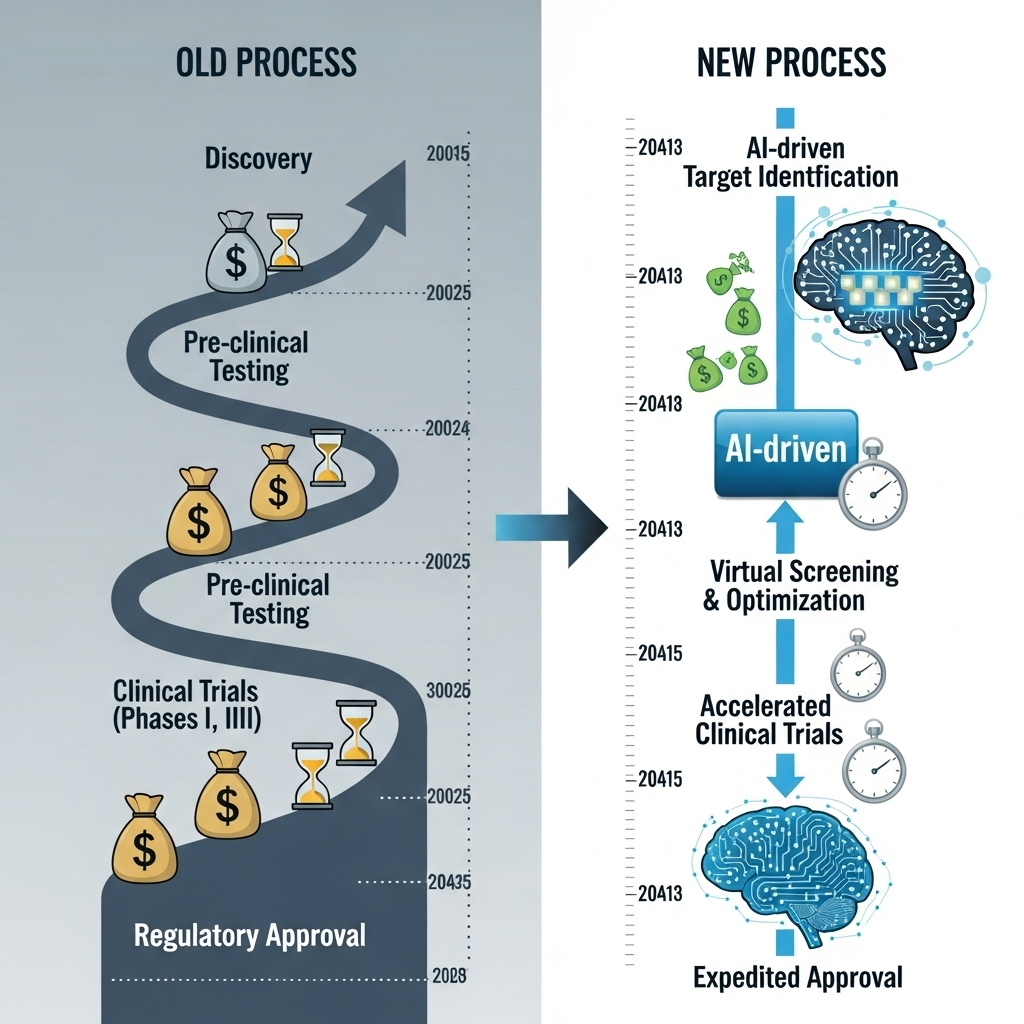 OLD PROCESS
Discovery
20015
$
20025
Pre-clinical
Testing
20024
$
$
20025
Pre-clinical
Testing
Clinical Trials
(Phases I, IIII)
30025
$
$
20025
20435
Regulatory Approval
NEW PROCESS
20413
AI-driven
Target Identfication
20413
$
$
$
$
20418
AI-driven
20413
Virtual Screening
& Optimization
20415
Accelerated
Clinical Trials
20415
20413
Expedited Approval